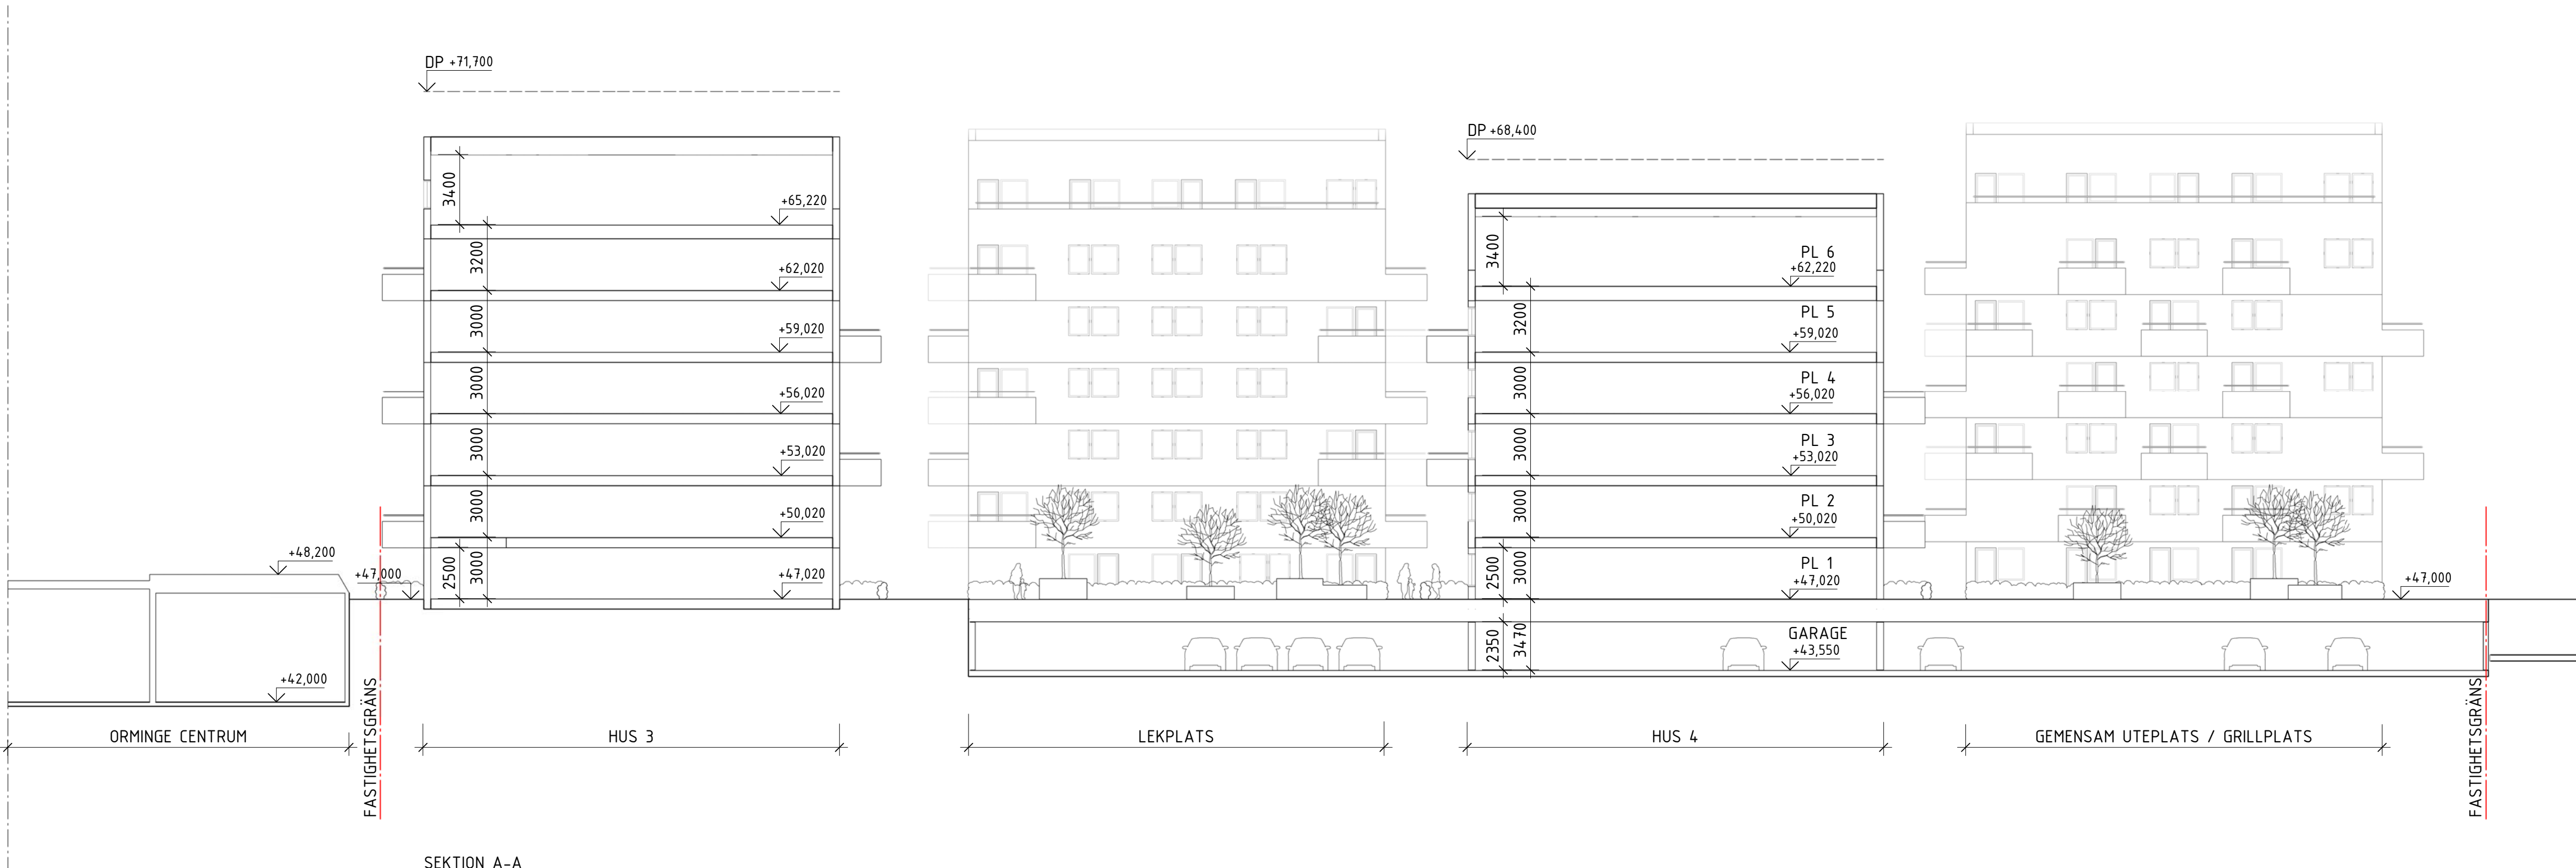 DP +71,700
DP +68,400
3400
+65,220
3200
+62,020
3000
+59,020
3000
+56,020
3000
+53,020
3000
+50,020
2500
3000
+47,020
+48,200
+47,000
+42,000
3400
PL 6
+62,220
3200
PL 5
+59,020
3000
PL 4
+56,020
3000
PL 3
+53,020
3000
PL 2
+50,020
2500
3000
PL 1
+47,020
2350
3470
GARAGE
+43,550
+47,000
FASTIGHETSGRÄNS
FASTIGHETSGRÄNS
ORMINGE CENTRUM
HUS 3
LEKPLATS
HUS 4
GEMENSAM UTEPLATS / GRILLPLATS
SEKTION A-A